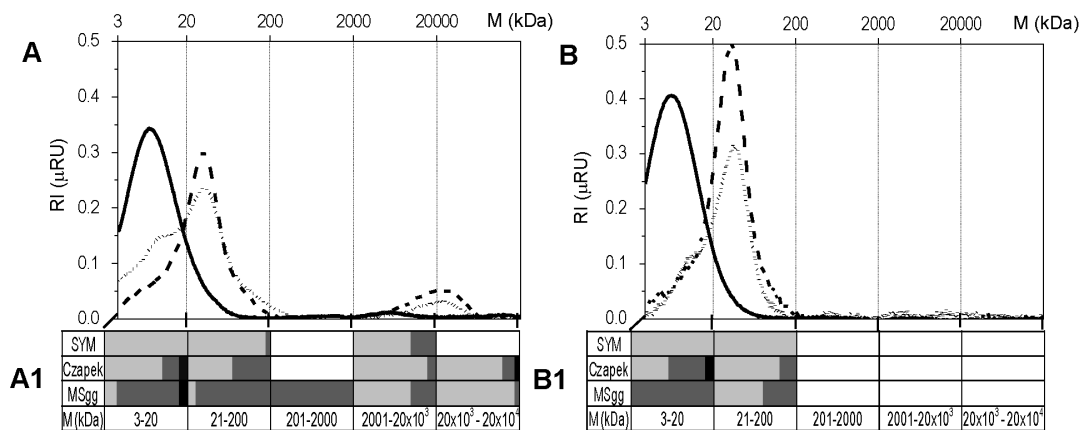 3 20 200 2000 20000 M (kDa)
A
0.5
0.4
0.3
0.2
0.1
0.0
RI (µRU)
A1
SYM
Czapek
MSgg
M (kDa) 3-20 21-200 201-2000 2001-20x10³ 20x10³ - 20x10⁴
3 20 200 2000 20000 M (kDa)
B
0.5
0.4
0.3
0.2
0.1
0.0
RI (µRU)
B1
SYM
Czapek
MSgg
M (kDa) 3-20 21-200 201-2000 2001-20x10³ 20x10³ - 20x10⁴